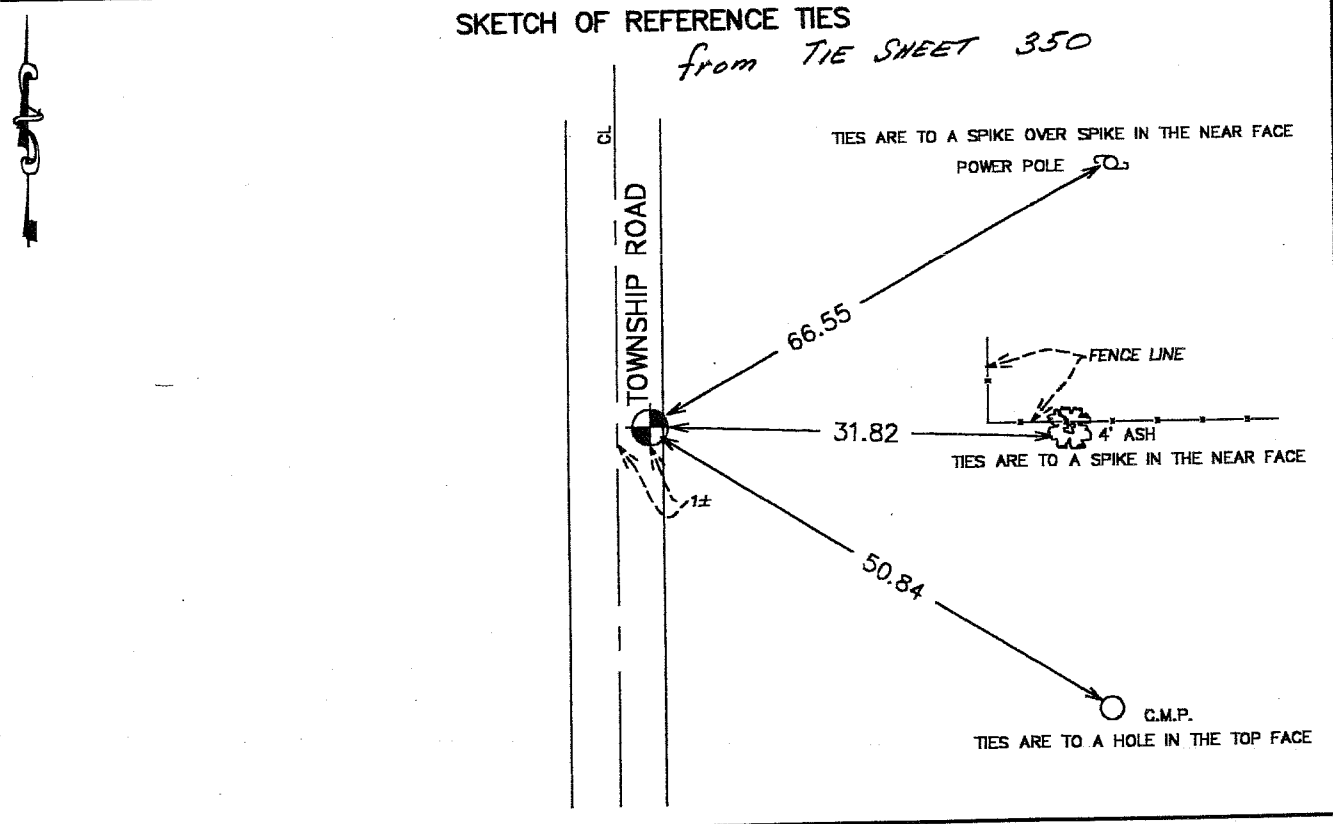 SKETCH OF REFERENCE TIES
from TIE SHEET 350
CL
TOWNSHIP ROAD
TIES ARE TO A SPIKE OVER SPIKE IN THE NEAR FACE
POWER POLE
66.55
FENCE LINE
31.82
4' ASH
TIES ARE TO A SPIKE IN THE NEAR FACE
1±
50.84
C.M.P.
TIES ARE TO A HOLE IN THE TOP FACE